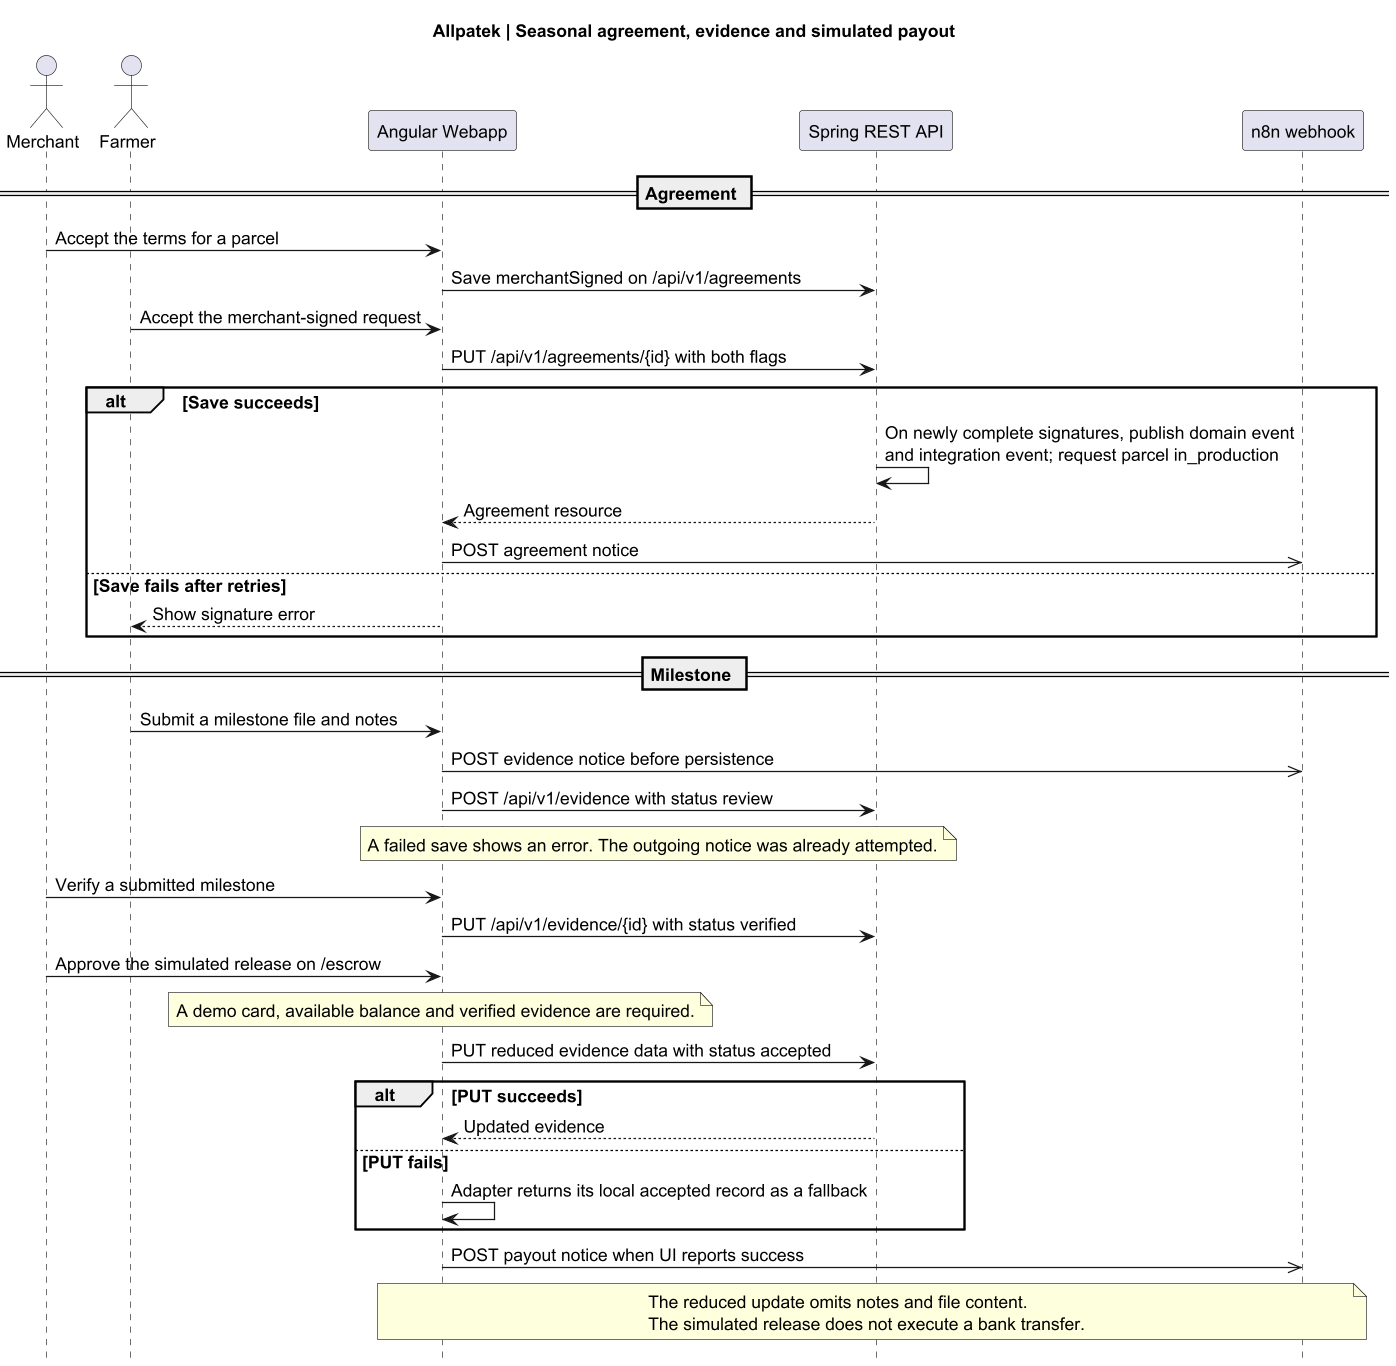 Allpatek | Seasonal agreement, evidence and simulated payout
Merchant
Farmer
Angular Webapp
Spring REST API
n8n webhook
Agreement
Accept the terms for a parcel
Save merchantSigned on /api/v1/agreements
Accept the merchant-signed request
PUT /api/v1/agreements/{id} with both flags
alt
[Save succeeds]
On newly complete signatures, publish domain event
and integration event; request parcel in_production
Agreement resource
POST agreement notice
[Save fails after retries]
Show signature error
Milestone
Submit a milestone file and notes
POST evidence notice before persistence
POST /api/v1/evidence with status review
A failed save shows an error. The outgoing notice was already attempted.
Verify a submitted milestone
PUT /api/v1/evidence/{id} with status verified
Approve the simulated release on /escrow
A demo card, available balance and verified evidence are required.
PUT reduced evidence data with status accepted
alt
[PUT succeeds]
Updated evidence
[PUT fails]
Adapter returns its local accepted record as a fallback
POST payout notice when UI reports success
The reduced update omits notes and file content.
The simulated release does not execute a bank transfer.